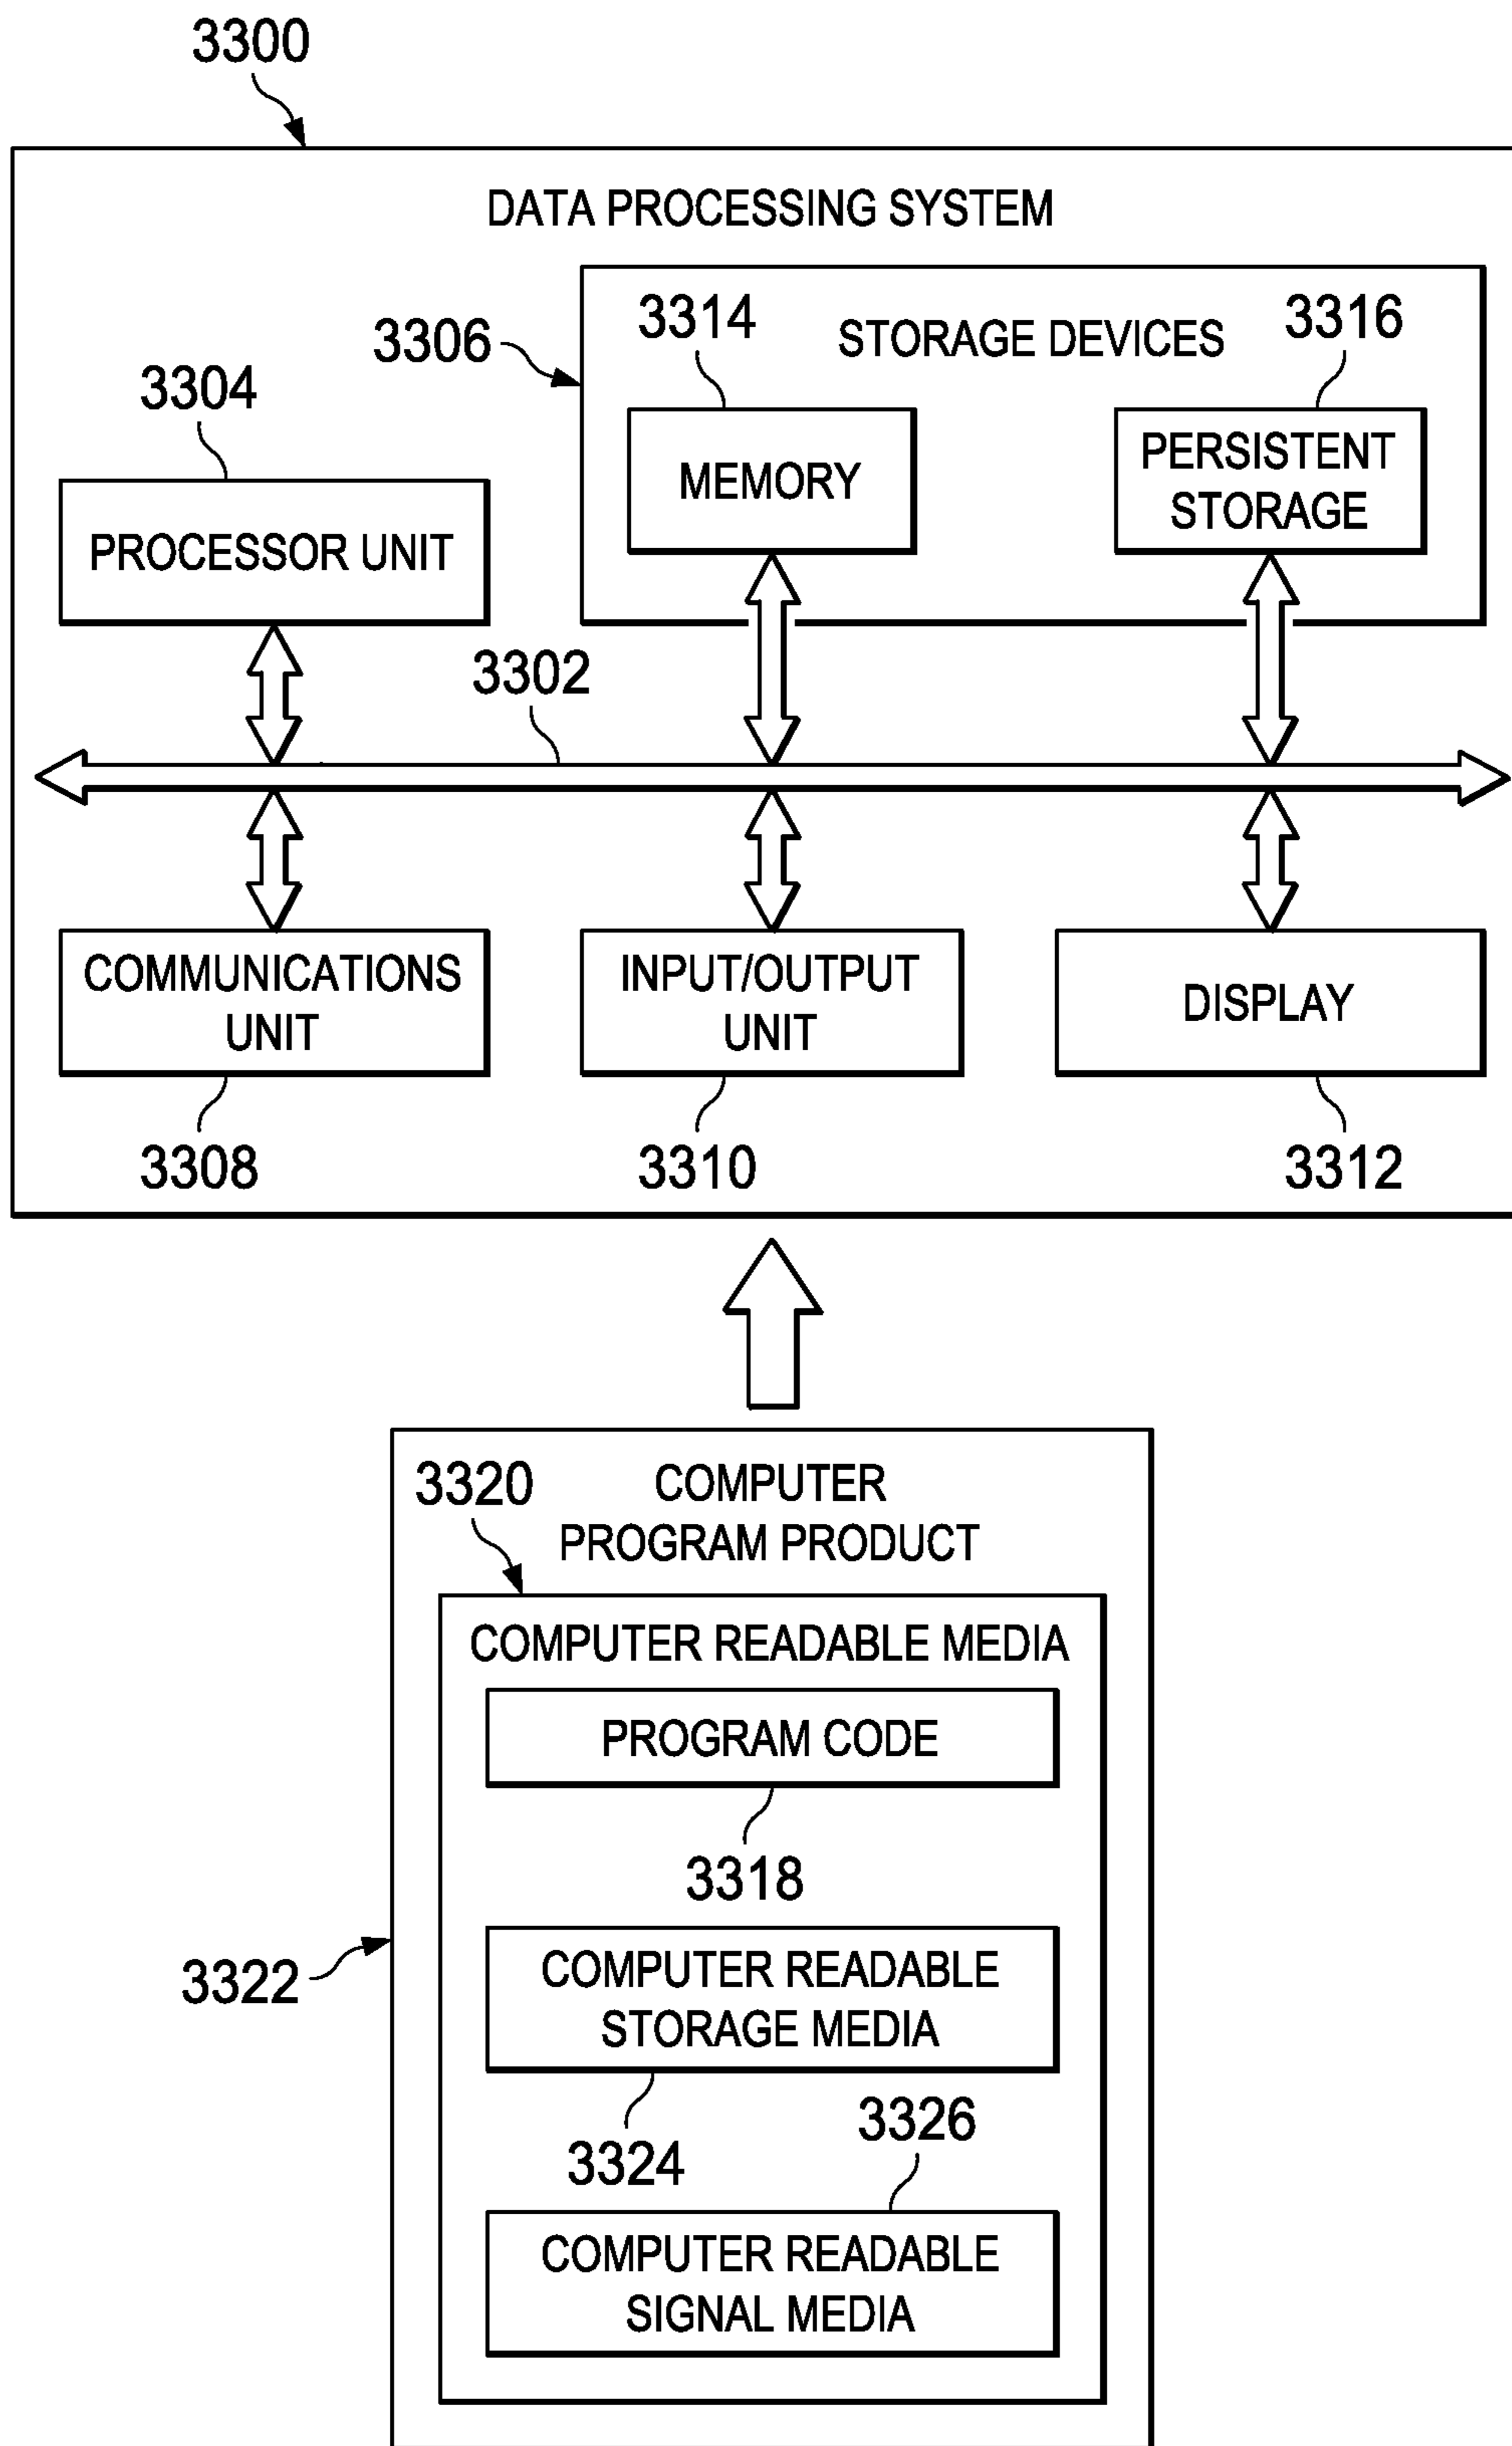 3300
DATA PROCESSING SYSTEM
3306
3314
STORAGE DEVICES
3316
3304
MEMORY
PERSISTENT
STORAGE
PROCESSOR UNIT
3302
COMMUNICATIONS
UNIT
INPUT/OUTPUT
UNIT
DISPLAY
3308
3310
3312
3320
COMPUTER
PROGRAM PRODUCT
COMPUTER READABLE MEDIA
PROGRAM CODE
3318
3322
COMPUTER READABLE
STORAGE MEDIA
3324
3326
COMPUTER READABLE
SIGNAL MEDIA